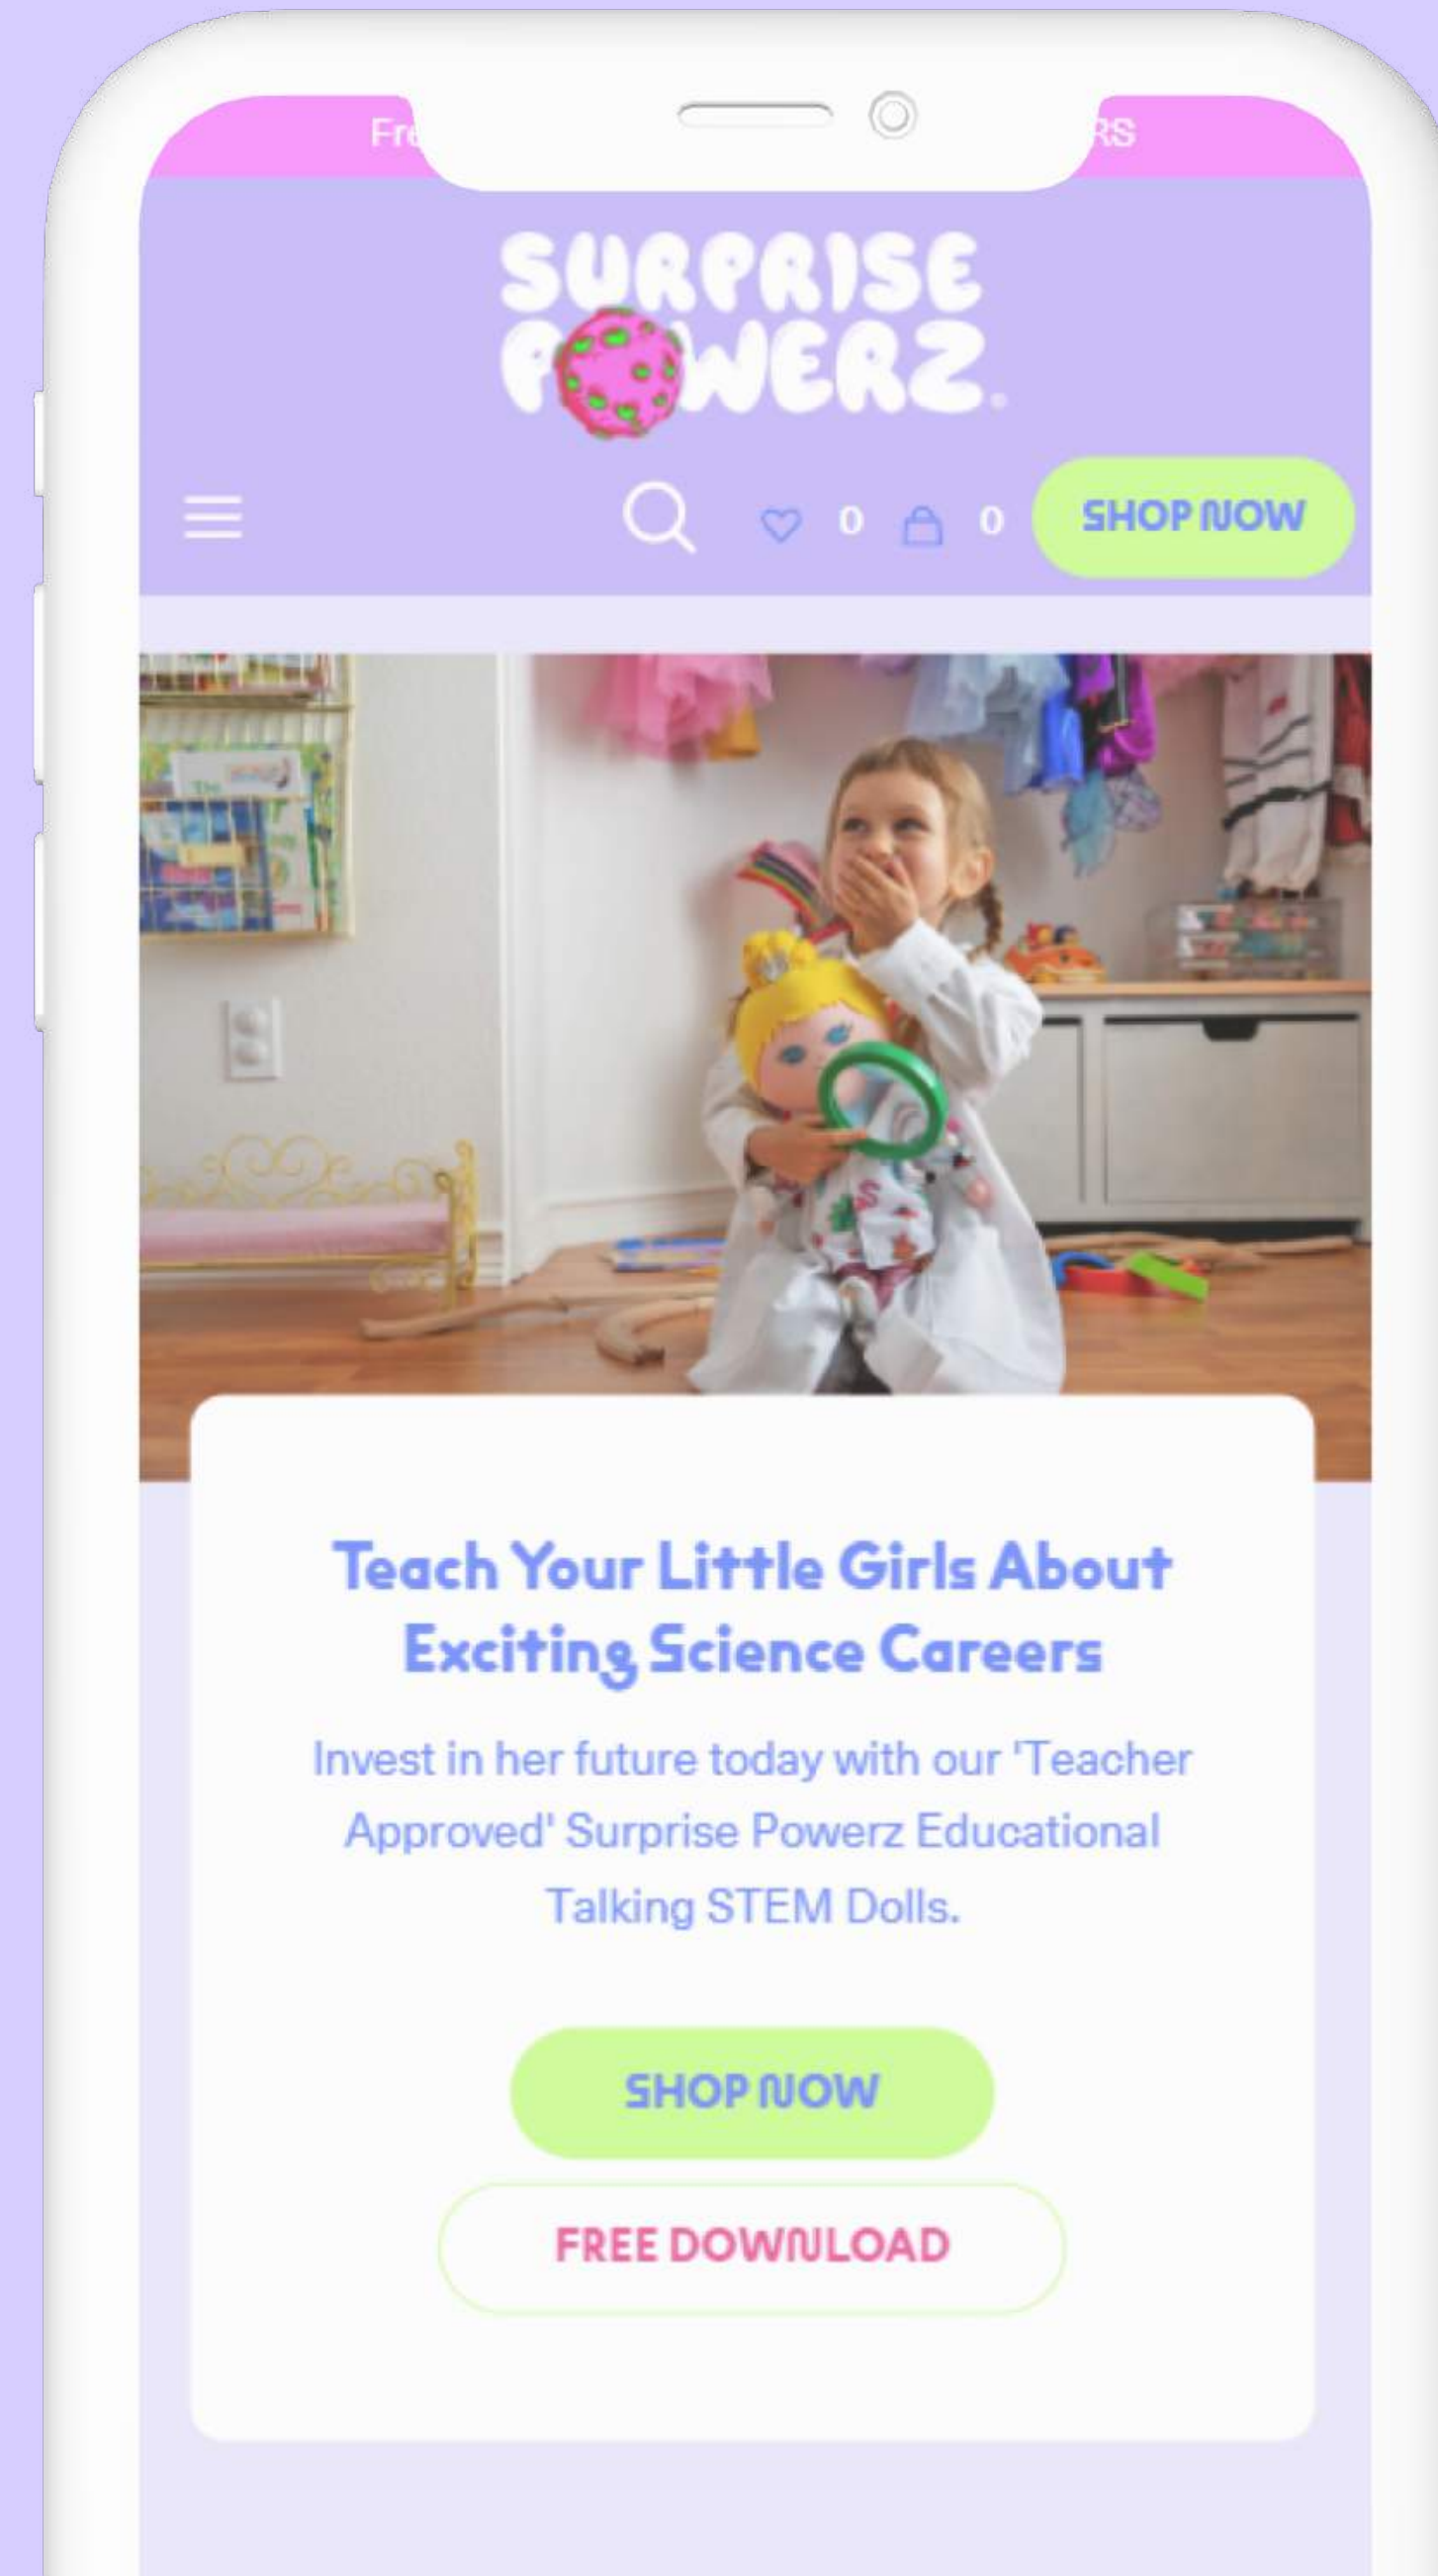 SURPRISE
POWERZ
0 0 SHOP NOW
The
Teach Your Little Girls About
Exciting Science Careers
Invest in her future today with our 'Teacher
Approved' Surprise Powerz Educational
Talking STEM Dolls.
SHOP NOW
FREE DOWNLOAD